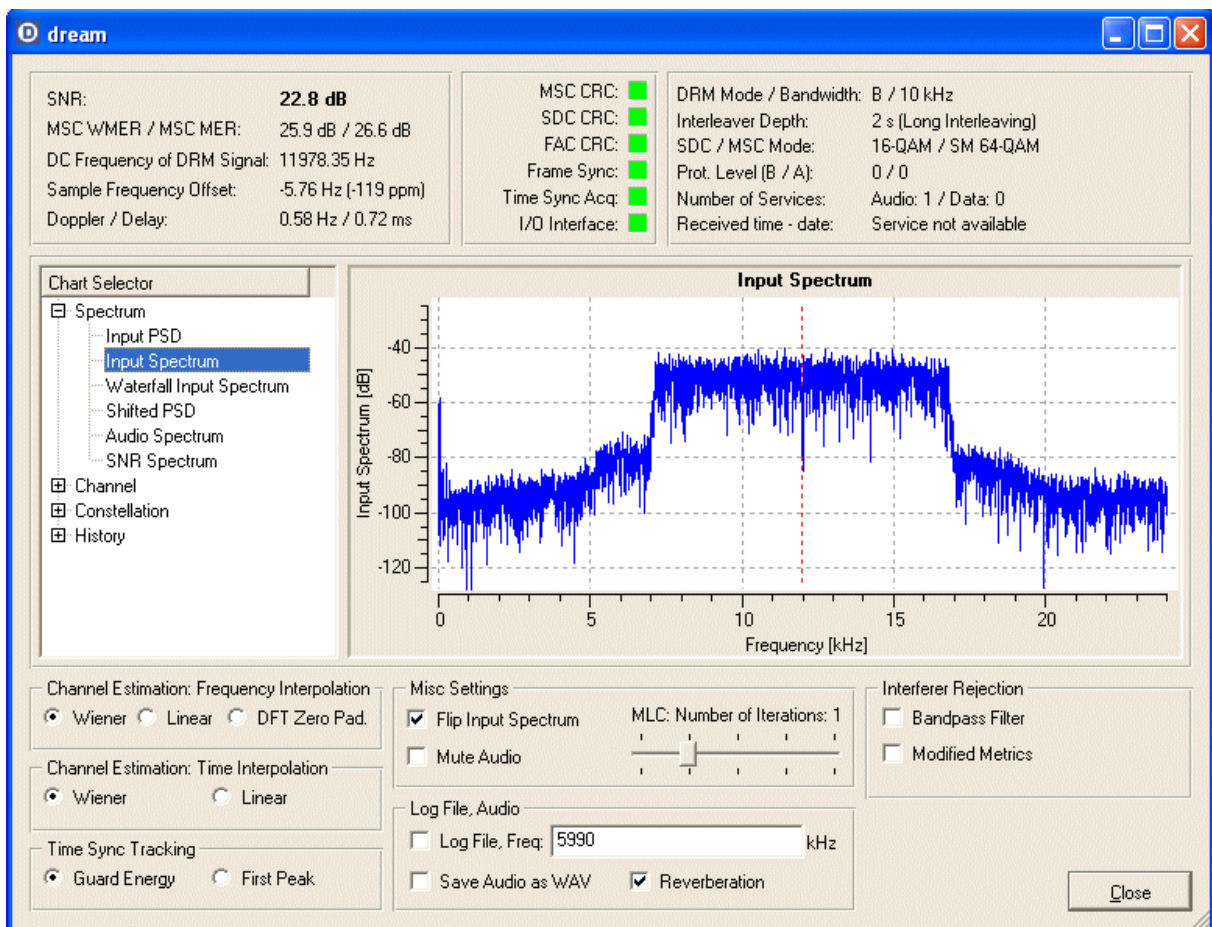 dream
SNR: 22.8 dB
MSC WMER / MSC MER: 25.9 dB / 26.6 dB
DC Frequency of DRM Signal: 11978.35 Hz
Sample Frequency Offset: -5.76 Hz (-119 ppm)
Doppler / Delay: 0.58 Hz / 0.72 ms
MSC CRC:
SDC CRC:
FAC CRC:
Frame Sync:
Time Sync Acq:
I/O Interface:
DRM Mode / Bandwidth: B / 10 kHz
Interleaver Depth: 2 s (Long Interleaving)
SDC / MSC Mode: 16-QAM / SM 64-QAM
Prot. Level (B / A): 0 / 0
Number of Services: Audio: 1 / Data: 0
Received time - date: Service not available
Chart Selector
Spectrum
Input PSD
Input Spectrum
Waterfall Input Spectrum
Shifted PSD
Audio Spectrum
SNR Spectrum
Channel
Constellation
History
Input Spectrum
Input Spectrum [dB]
-40
-60
-80
-100
-120
0 5 10 15 20
Frequency [kHz]
Channel Estimation: Frequency Interpolation
Wiener Linear DFT Zero Pad.
Channel Estimation: Time Interpolation
Wiener Linear
Time Sync Tracking
Guard Energy First Peak
Misc Settings
Flip Input Spectrum MLC: Number of Iterations: 1
Mute Audio
Log File, Audio
Log File, Freq: 5990 kHz
Save Audio as WAV Reverberation
Interferer Rejection
Bandpass Filter
Modified Metrics
Close